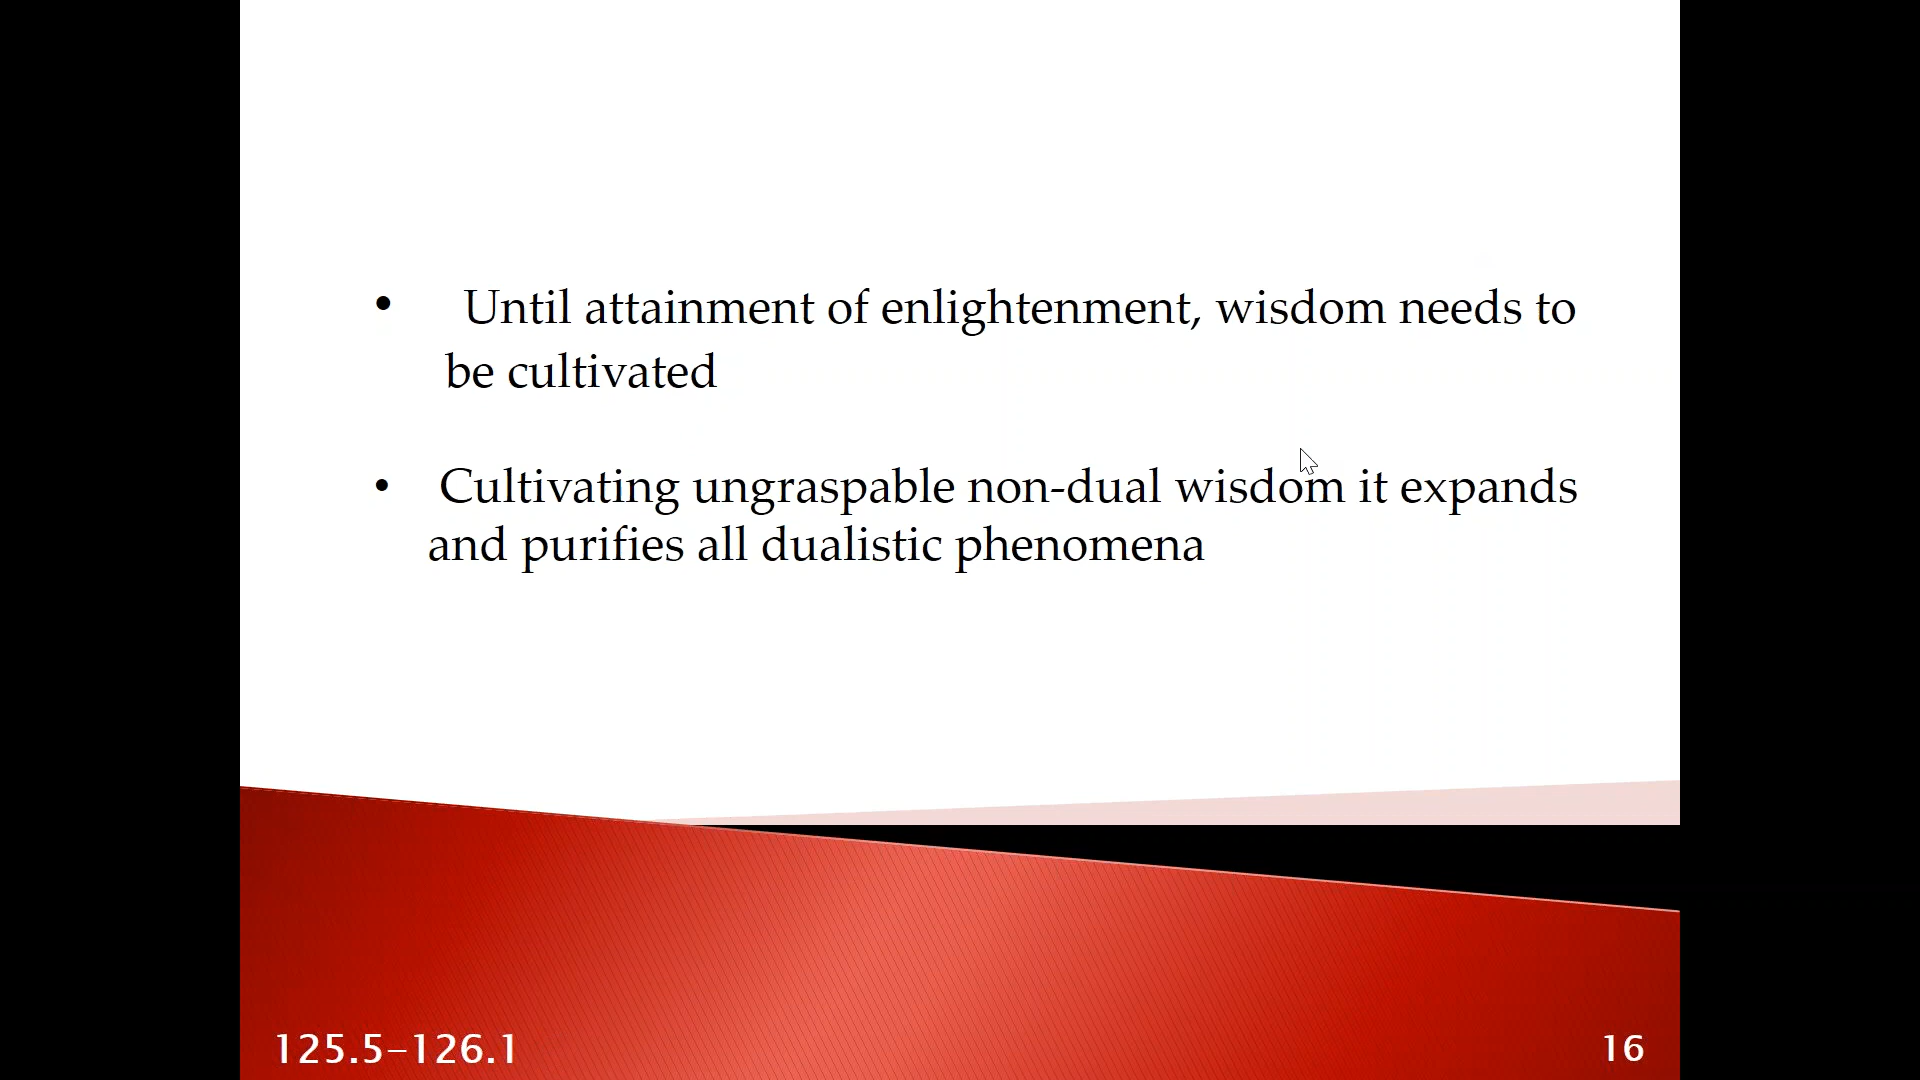 • Until attainment of enlightenment, wisdom needs to
be cultivated
• Cultivating ungraspable non-dual wisdom it expands
and purifies all dualistic phenomena
125.5–126.1
16